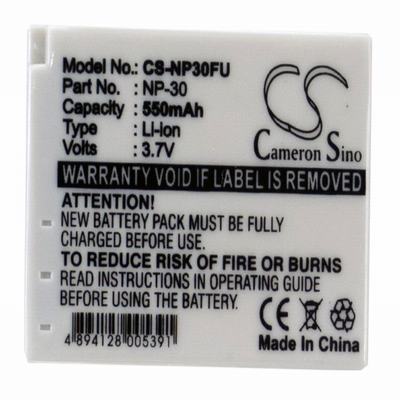 Model No.: CS-NP30FU
Part No.: NP-30
Capacity: 550mAh
Type: Li-ion
Volts: 3.7V
CS
Cameron Sino
WARRANTY VOID IF LABEL IS REMOVED
ATTENTION!
NEW BATTERY PACK MUST BE FULLY
CHARGED BEFORE INITIAL USE.
TO REDUCE RISK OF FIRE OR BURNS
READ INSTRUCTIONS IN OPERATING GUIDE
BEFORE USING THE BATTERY.
4 894128 005391
CE
Made In China